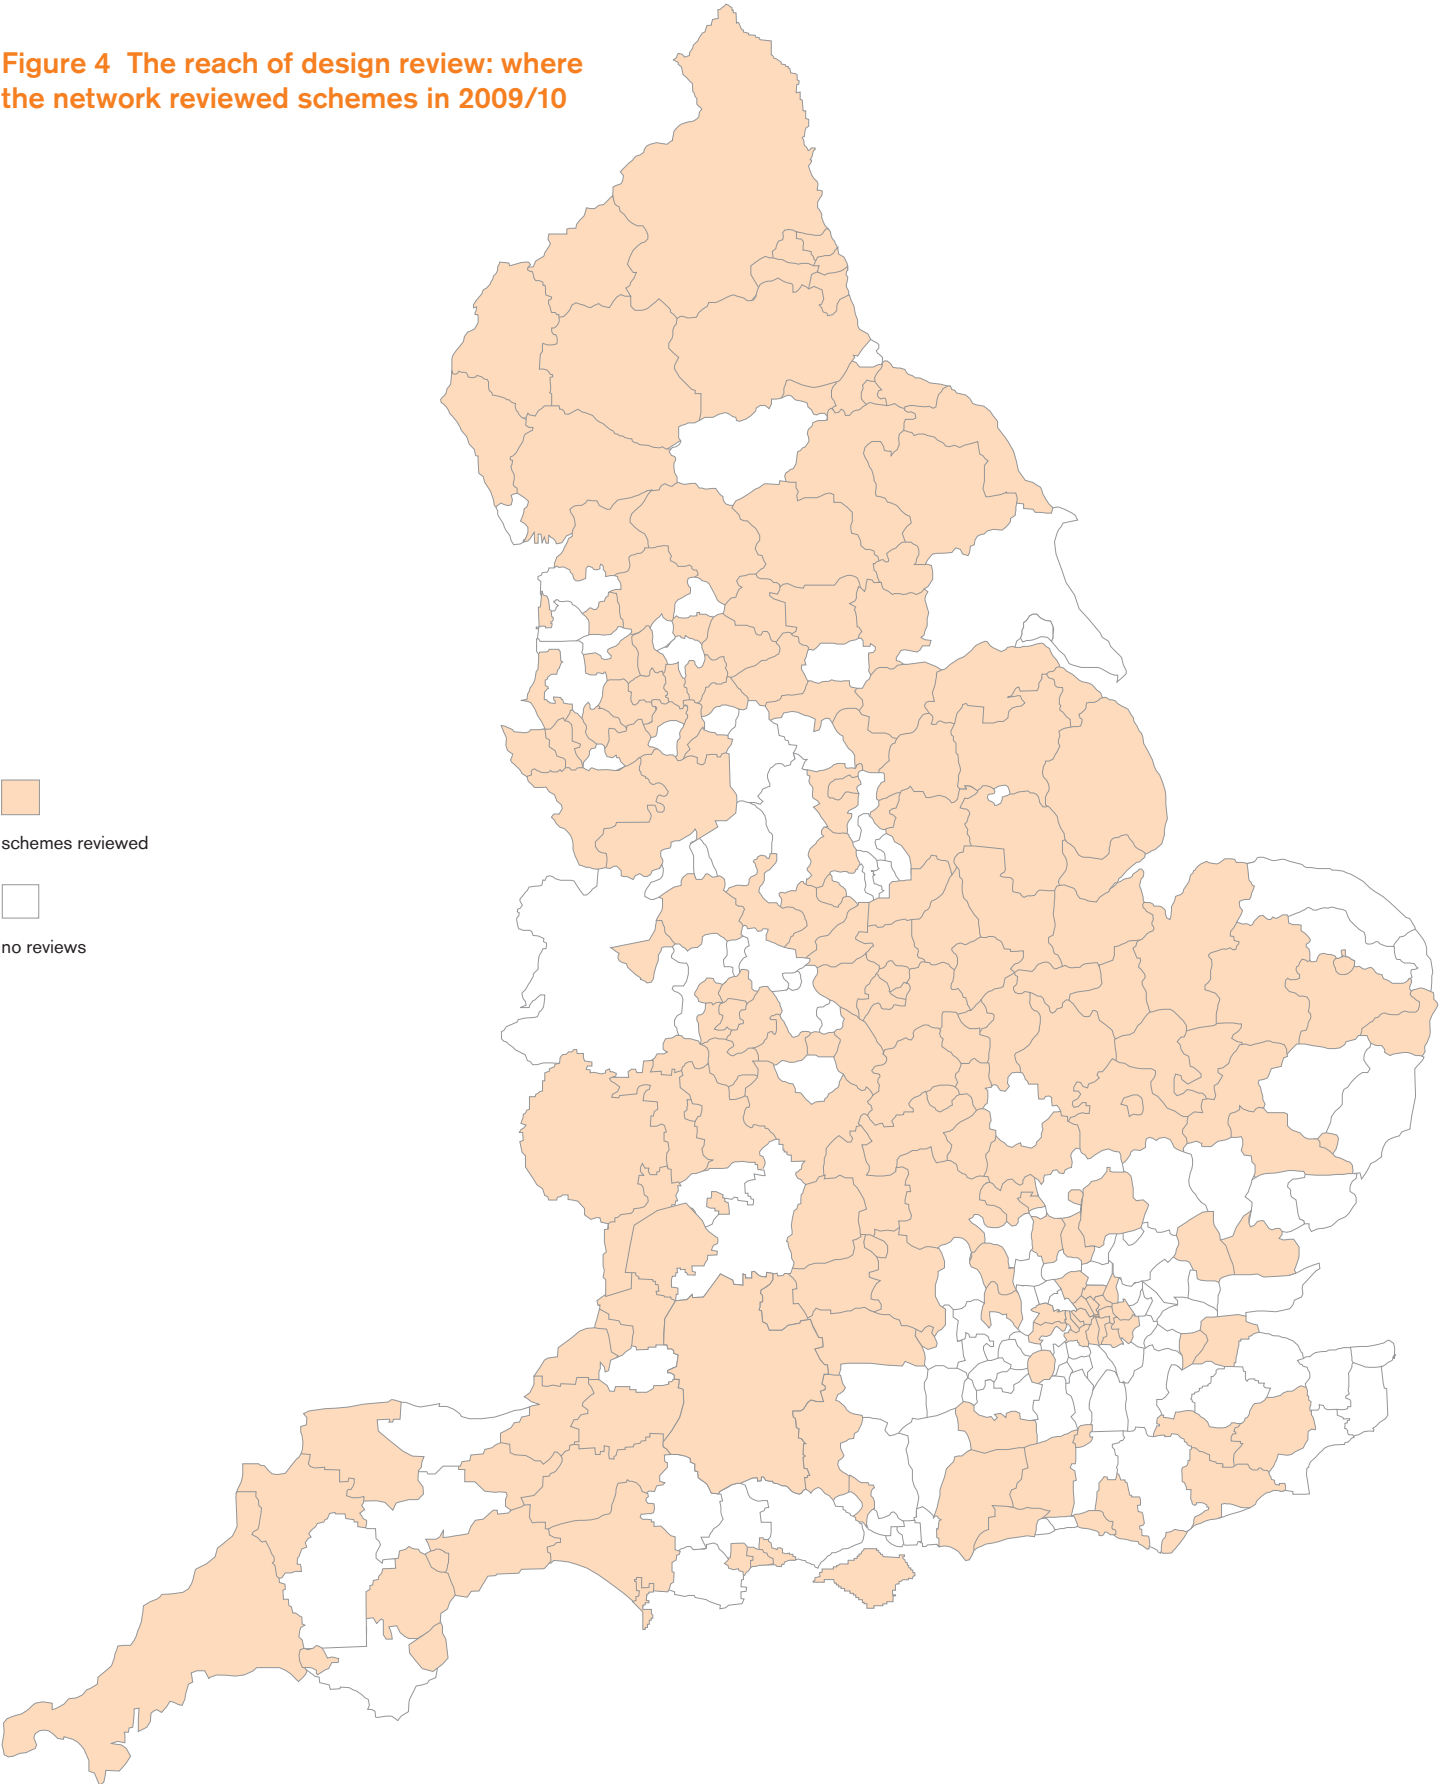 Figure 4 The reach of design review: where
the network reviewed schemes in 2009/10
schemes reviewed
no reviews